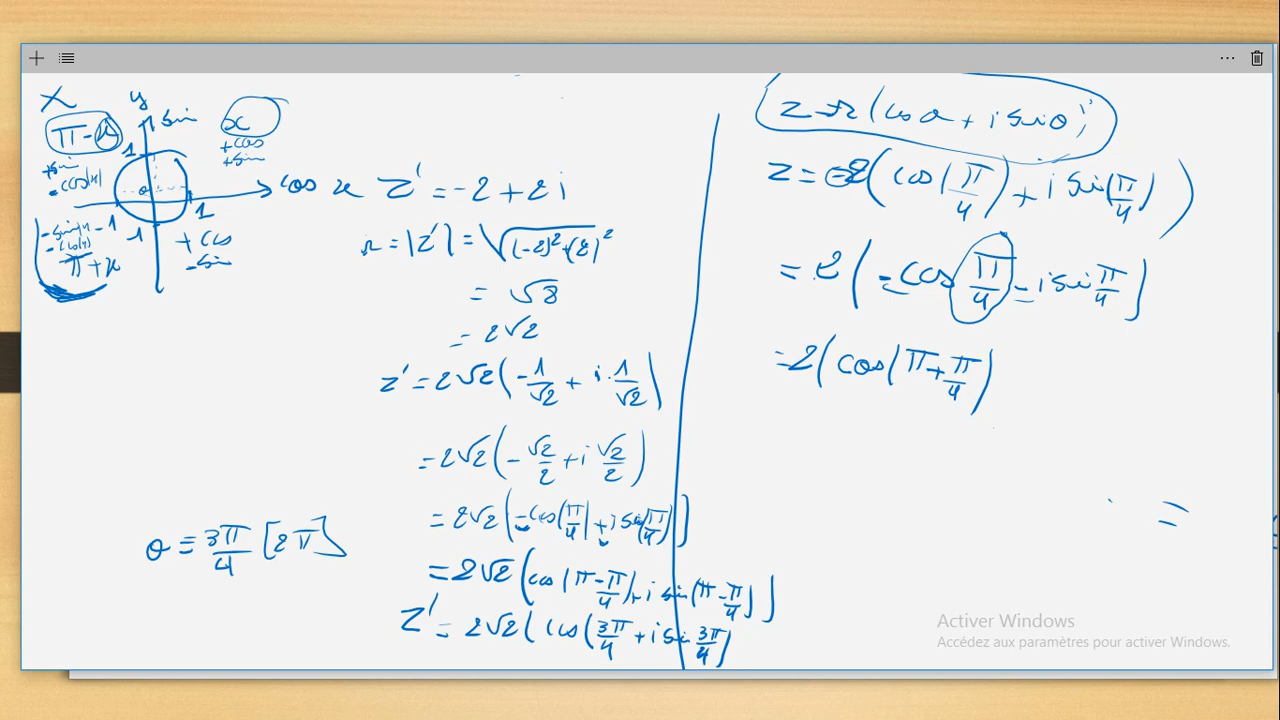 y
sin
π-x
x
+cos
+sin
+sin
-cos(x)
1
cos x
1
-1
-1
-sin(x)
-cos(x)
π+x
+cos
-sin
z' = -2 + 2i
r = |z'| = √((-2)²+(2)²
= √8
= 2√2
z' = 2√2(-1/√2 + i·1/√2)
= 2√2(-√2/2 + i √2/2)
= 2√2(-cos(π/4) + i sin(π/4))
= 2√2(cos(π-π/4) + i sin(π-π/4))
z' = 2√2(cos(3π/4 + i sin 3π/4)
θ ≡ 3π/4 [2π]
z = r(cos θ + i sin θ)
z = -2(cos(π/4) + i sin(π/4))
= 2(-cos π/4 - i sin π/4)
= 2(cos(π+π/4)
=
Activer Windows
Accédez aux paramètres pour activer Windows.